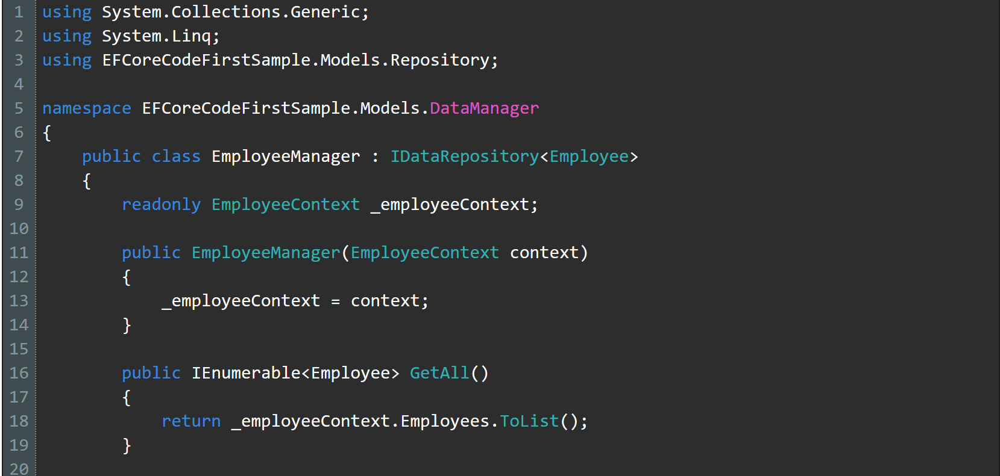 1 using System.Collections.Generic;
2 using System.Linq;
3 using EFCoreCodeFirstSample.Models.Repository;
4
5 namespace EFCoreCodeFirstSample.Models.DataManager
6 {
7     public class EmployeeManager : IDataRepository<Employee>
8     {
9         readonly EmployeeContext _employeeContext;
10
11         public EmployeeManager(EmployeeContext context)
12         {
13             _employeeContext = context;
14         }
15
16         public IEnumerable<Employee> GetAll()
17         {
18             return _employeeContext.Employees.ToList();
19         }
20